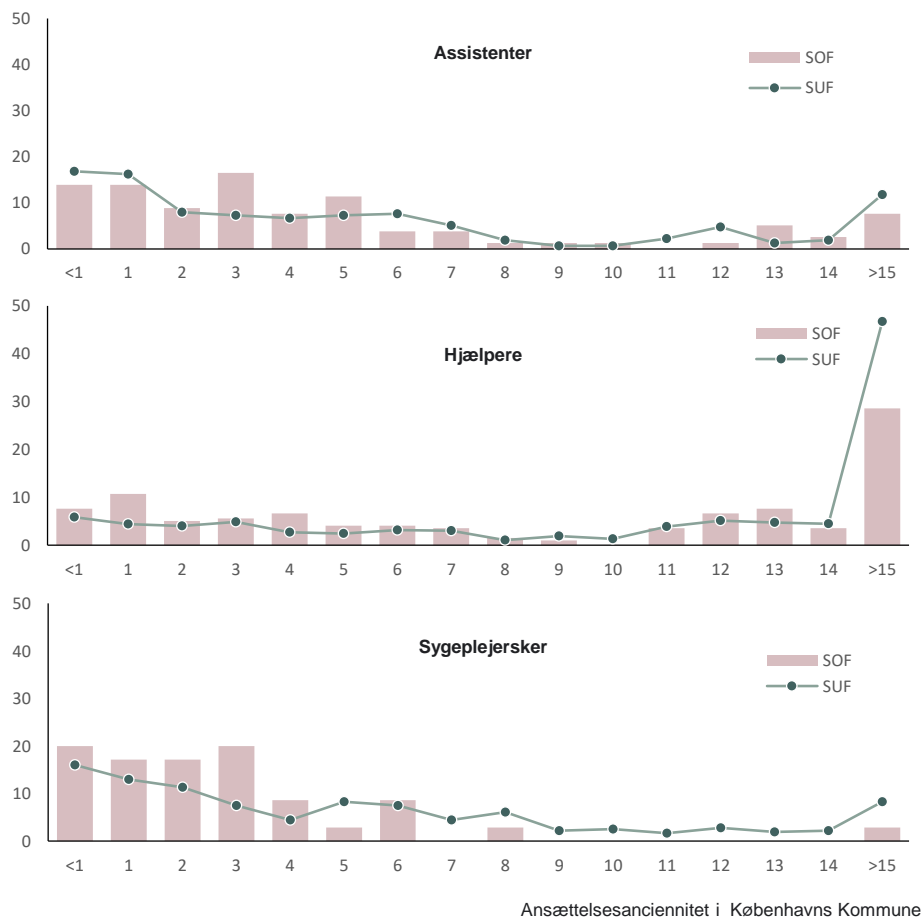 50
Assistenter
SOF
40
SUF
30
20
10
0
<1 1 2 3 4 5 6 7 8 9 10 11 12 13 14 >15
50
SOF
Hjælpere
SUF
40
30
20
10
0
<1 1 2 3 4 5 6 7 8 9 10 11 12 13 14 >15
50
Sygeplejersker
SOF
40
SUF
30
20
10
0
<1 1 2 3 4 5 6 7 8 9 10 11 12 13 14 >15
Ansættelsesanciennitet i Københavns Kommune